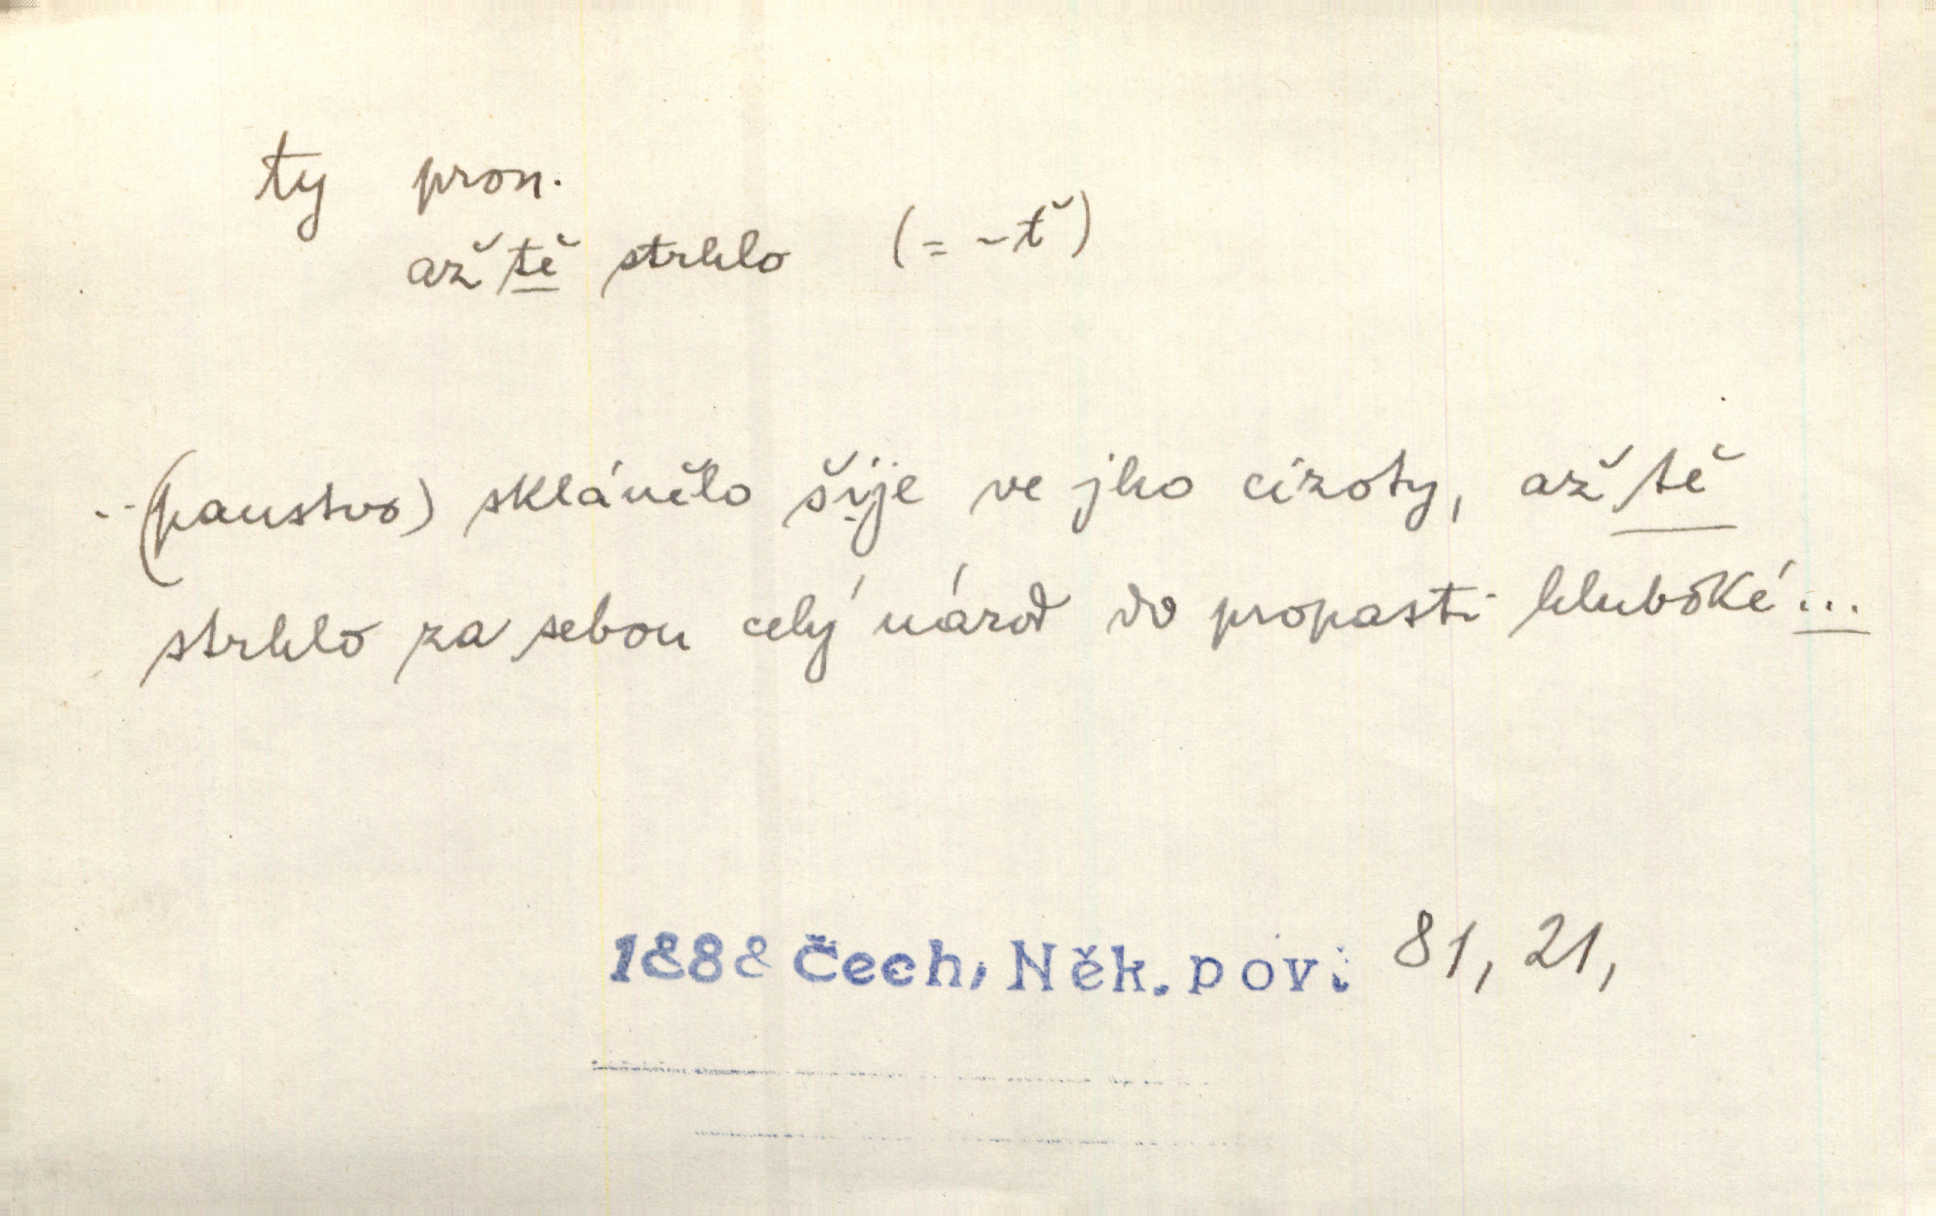 ty pron.
až tě strhlo (= -ť)
.. (panstvo) sklánělo šíje ve jho cizoty, až tě
strhlo za sebou celý národ do propasti hluboké ...
1888 Čech, Něk. pov. 81, 21,